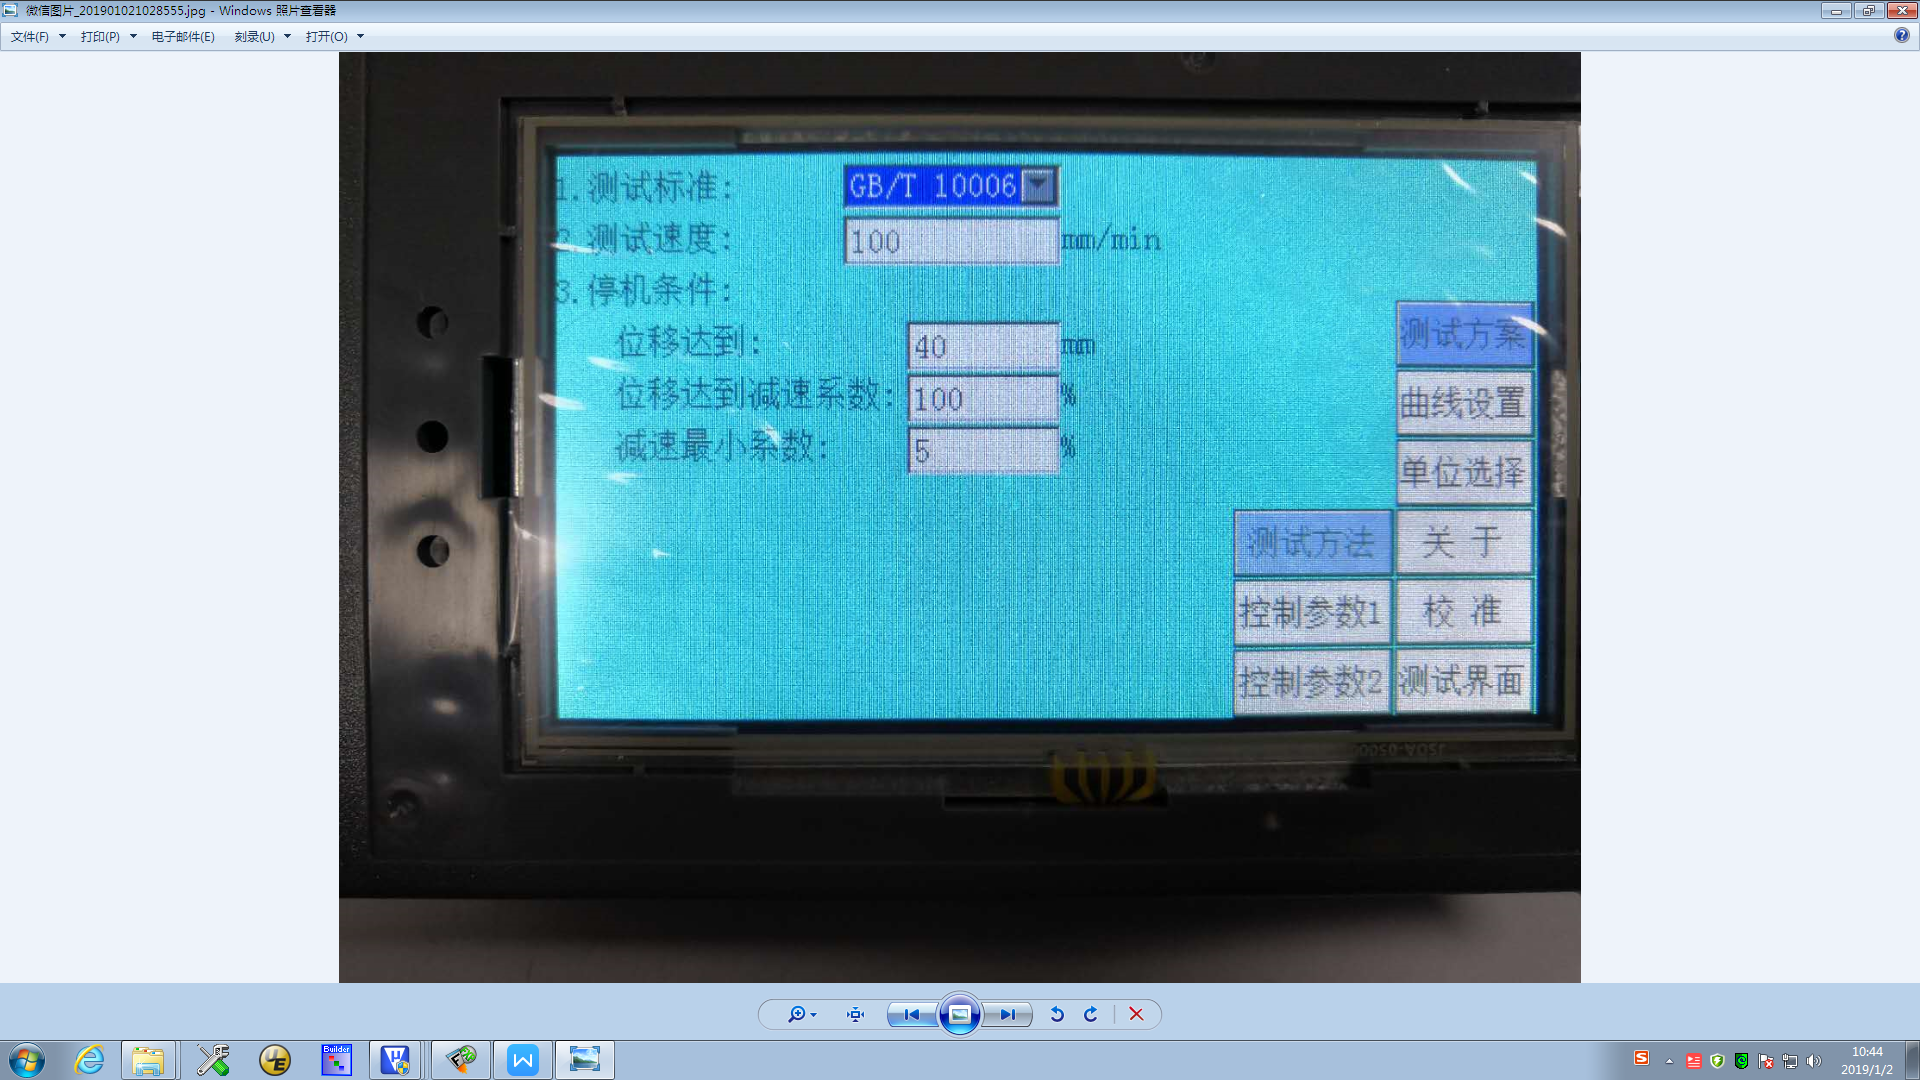 微信图片_20190102102855.jpg - Windows 照片查看器
文件(F) 打印(P) 电子邮件(E) 刻录(U) 打开(O)
1.测试标准: GB/T 10006
2.测试速度: 100 mm/min
3.停机条件:
位移达到: 40 mm
位移达到减速系数: 100 %
减速最小系数: 5 %
测试方案
曲线设置
单位选择
测试方法 关 于
控制参数1 校 准
控制参数2 测试界面
Builder
10:44
2019/1/2